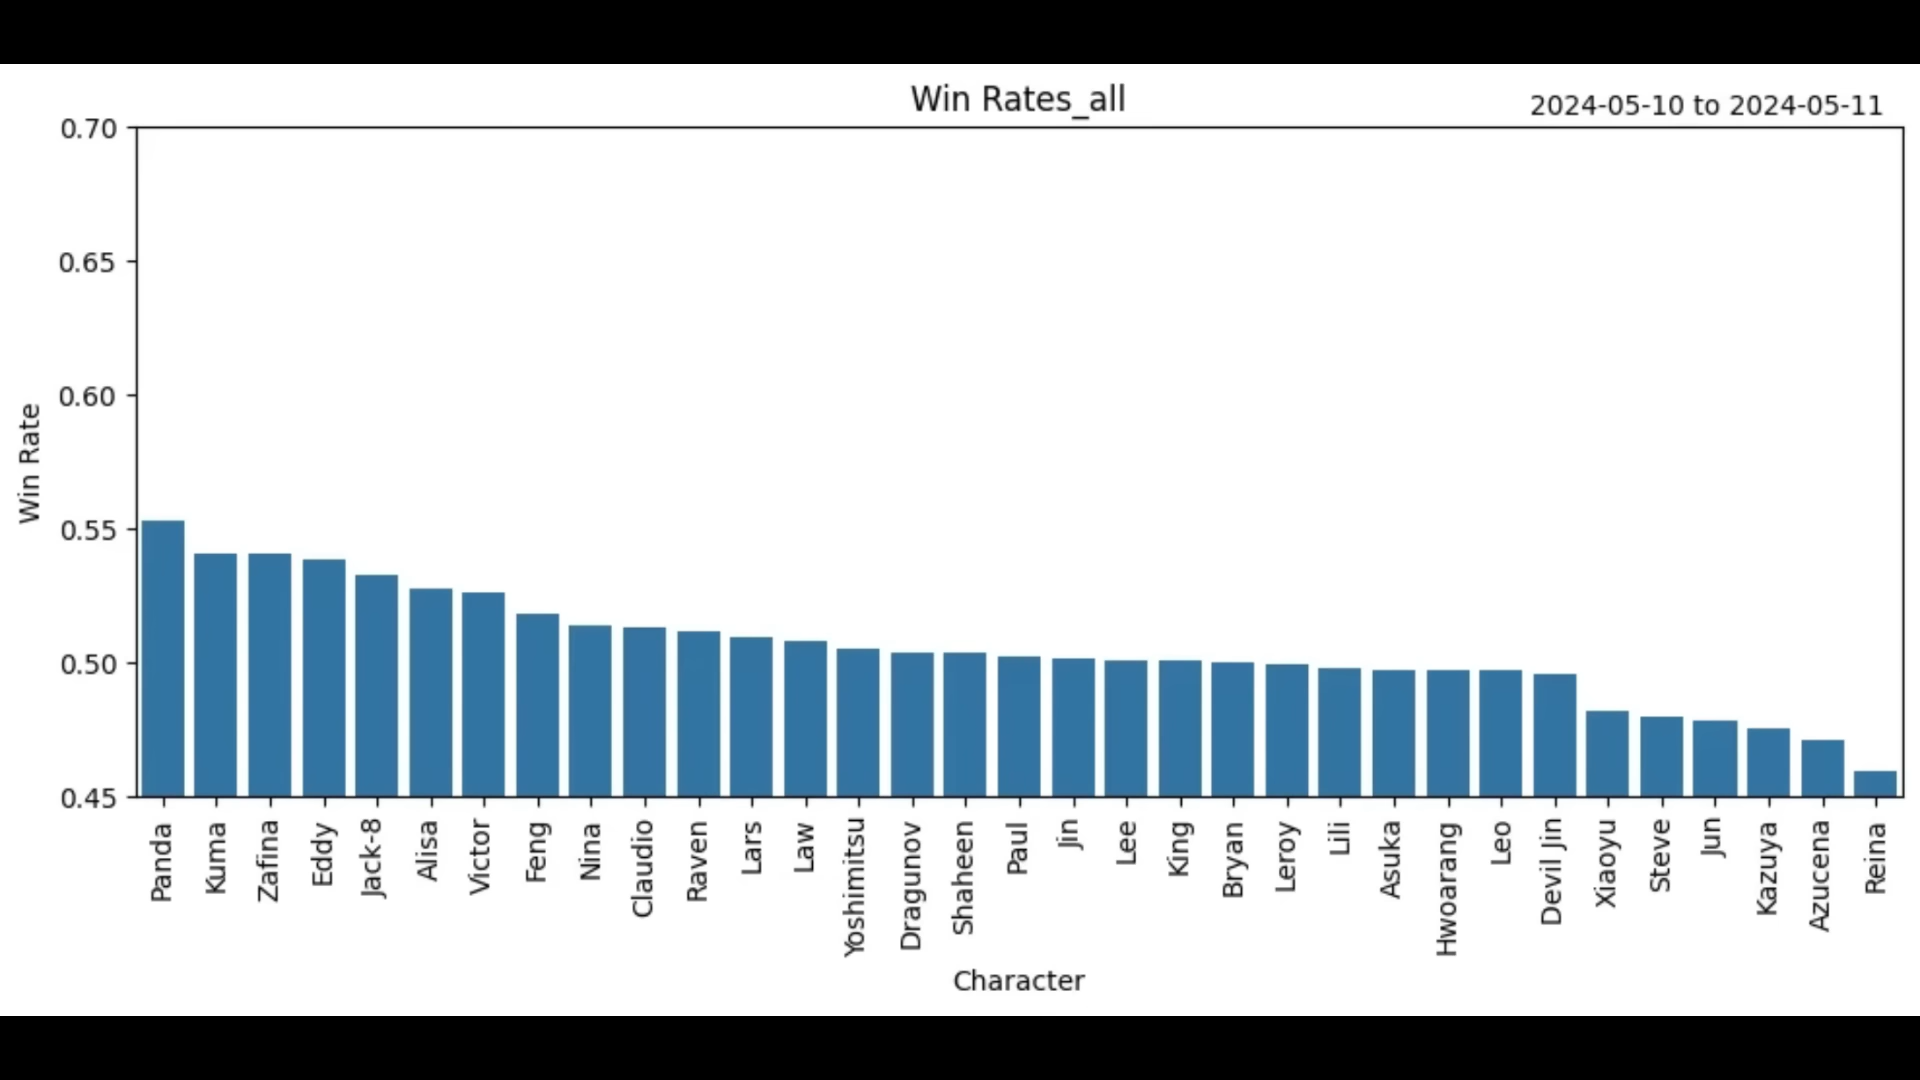 Win Rates_all
2024-05-10 to 2024-05-11
0.70
0.65
0.60
0.55
0.50
0.45
Win Rate
Panda
Kuma
Zafina
Eddy
Jack-8
Alisa
Victor
Feng
Nina
Claudio
Raven
Lars
Law
Yoshimitsu
Dragunov
Shaheen
Paul
Jin
Lee
King
Bryan
Leroy
Lili
Asuka
Hwoarang
Leo
Devil Jin
Xiaoyu
Steve
Jun
Kazuya
Azucena
Reina
Character